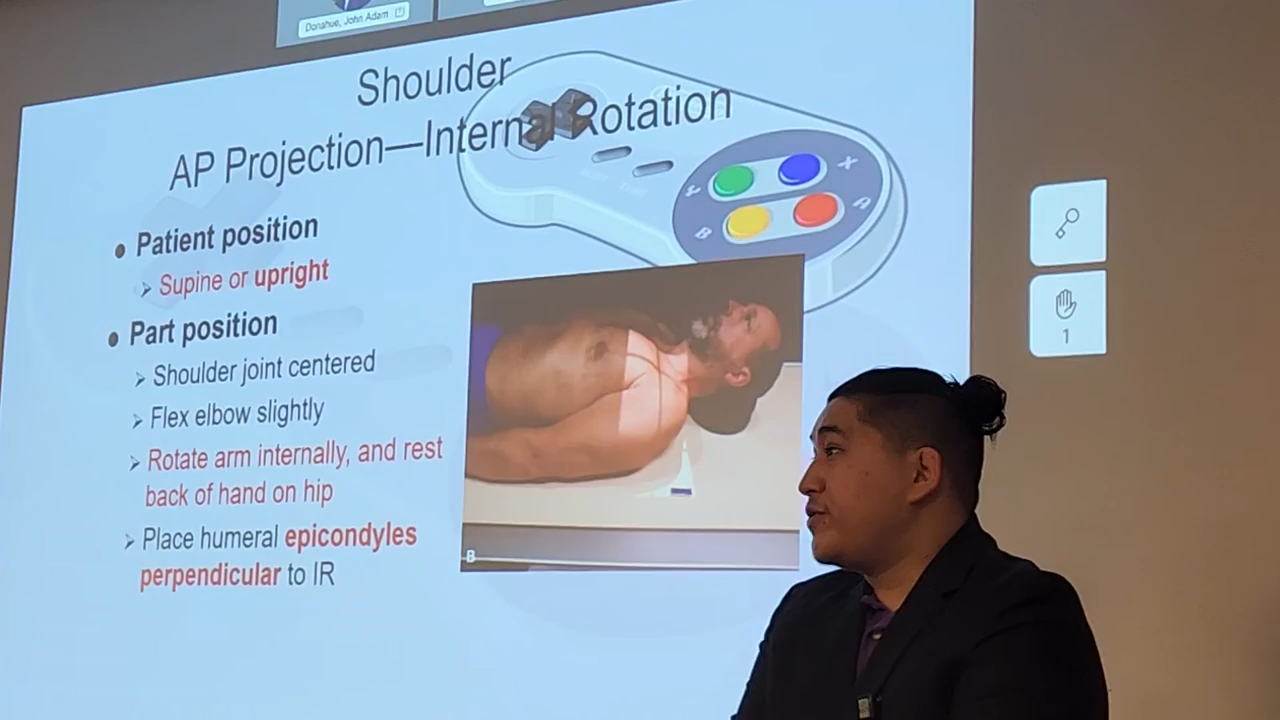 Donahue, John Adam
Shoulder
AP Projection—Internal Rotation
Patient position
Supine or upright
Part position
Shoulder joint centered
Flex elbow slightly
Rotate arm internally, and rest
back of hand on hip
Place humeral epicondyles
perpendicular to IR
X
A
B
B
1